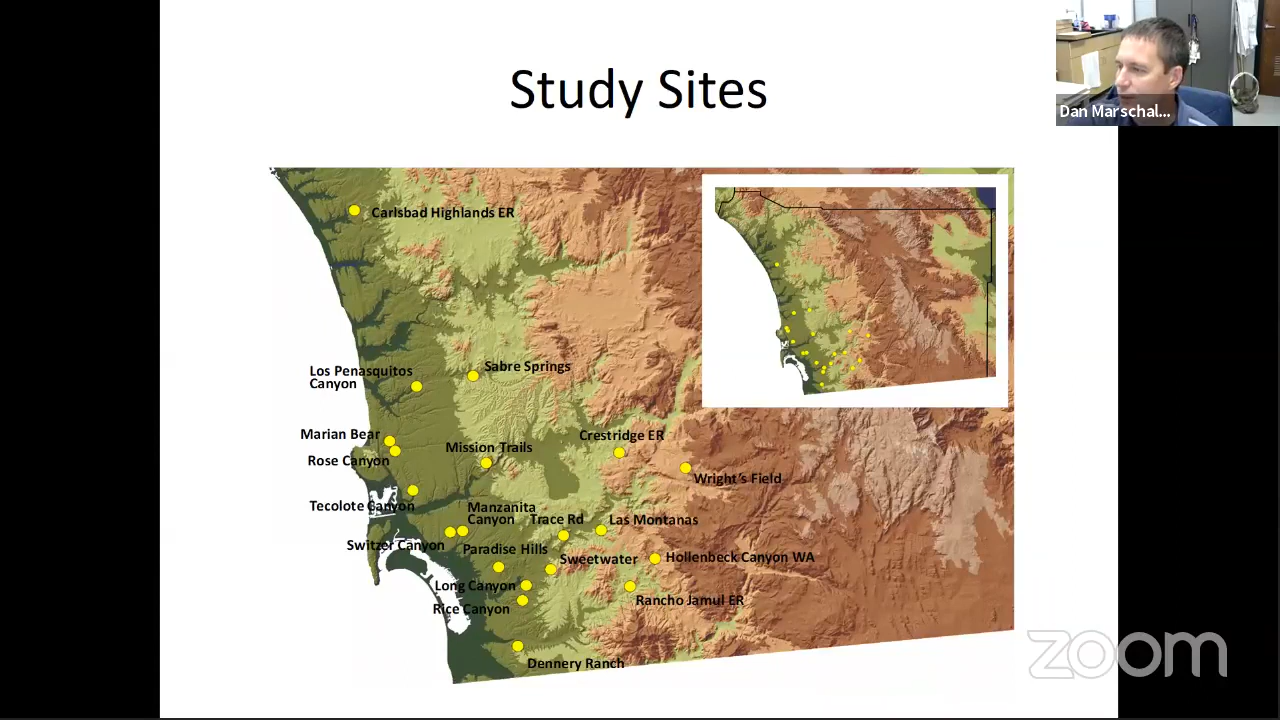 Study Sites
Dan Marschal...
Carlsbad Highlands ER
Los Penasquitos
Canyon
Sabre Springs
Marian Bear
Rose Canyon
Mission Trails
Crestridge ER
Wright's Field
Tecolote Canyon
Manzanita
Canyon
Trace Rd
Las Montanas
Switzer Canyon
Paradise Hills
Sweetwater
Hollenbeck Canyon WA
Long Canyon
Rice Canyon
Rancho Jamul ER
Dennery Ranch
zoom